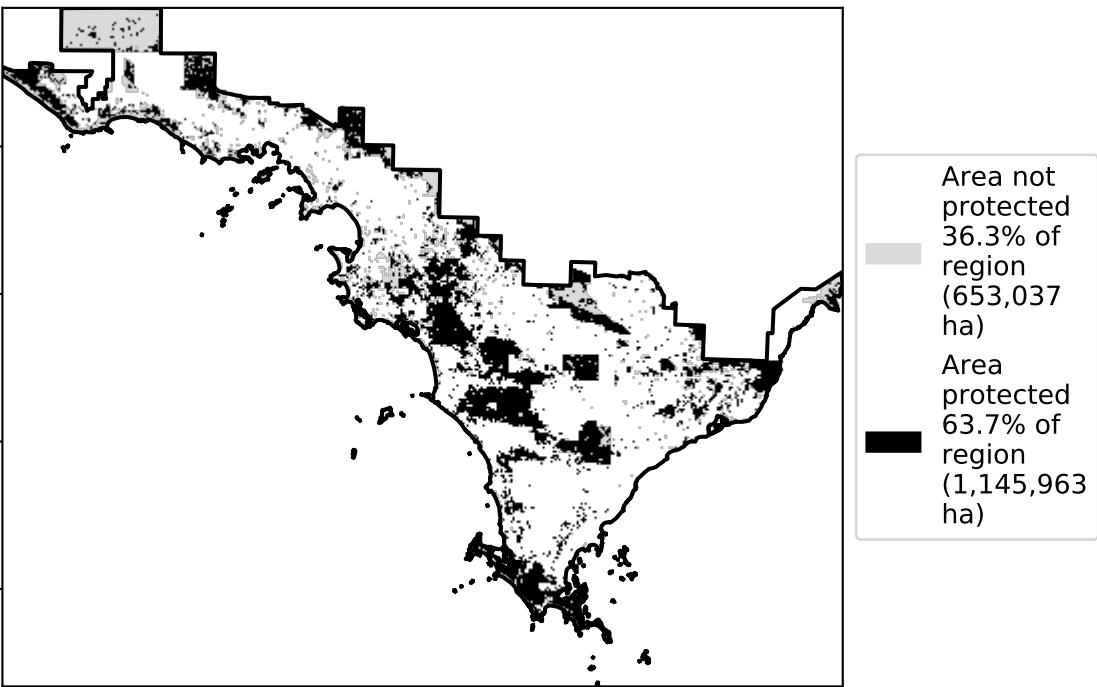 Area not
protected
36.3% of
region
(653,037
ha)
Area
protected
63.7% of
region
(1,145,963
ha)